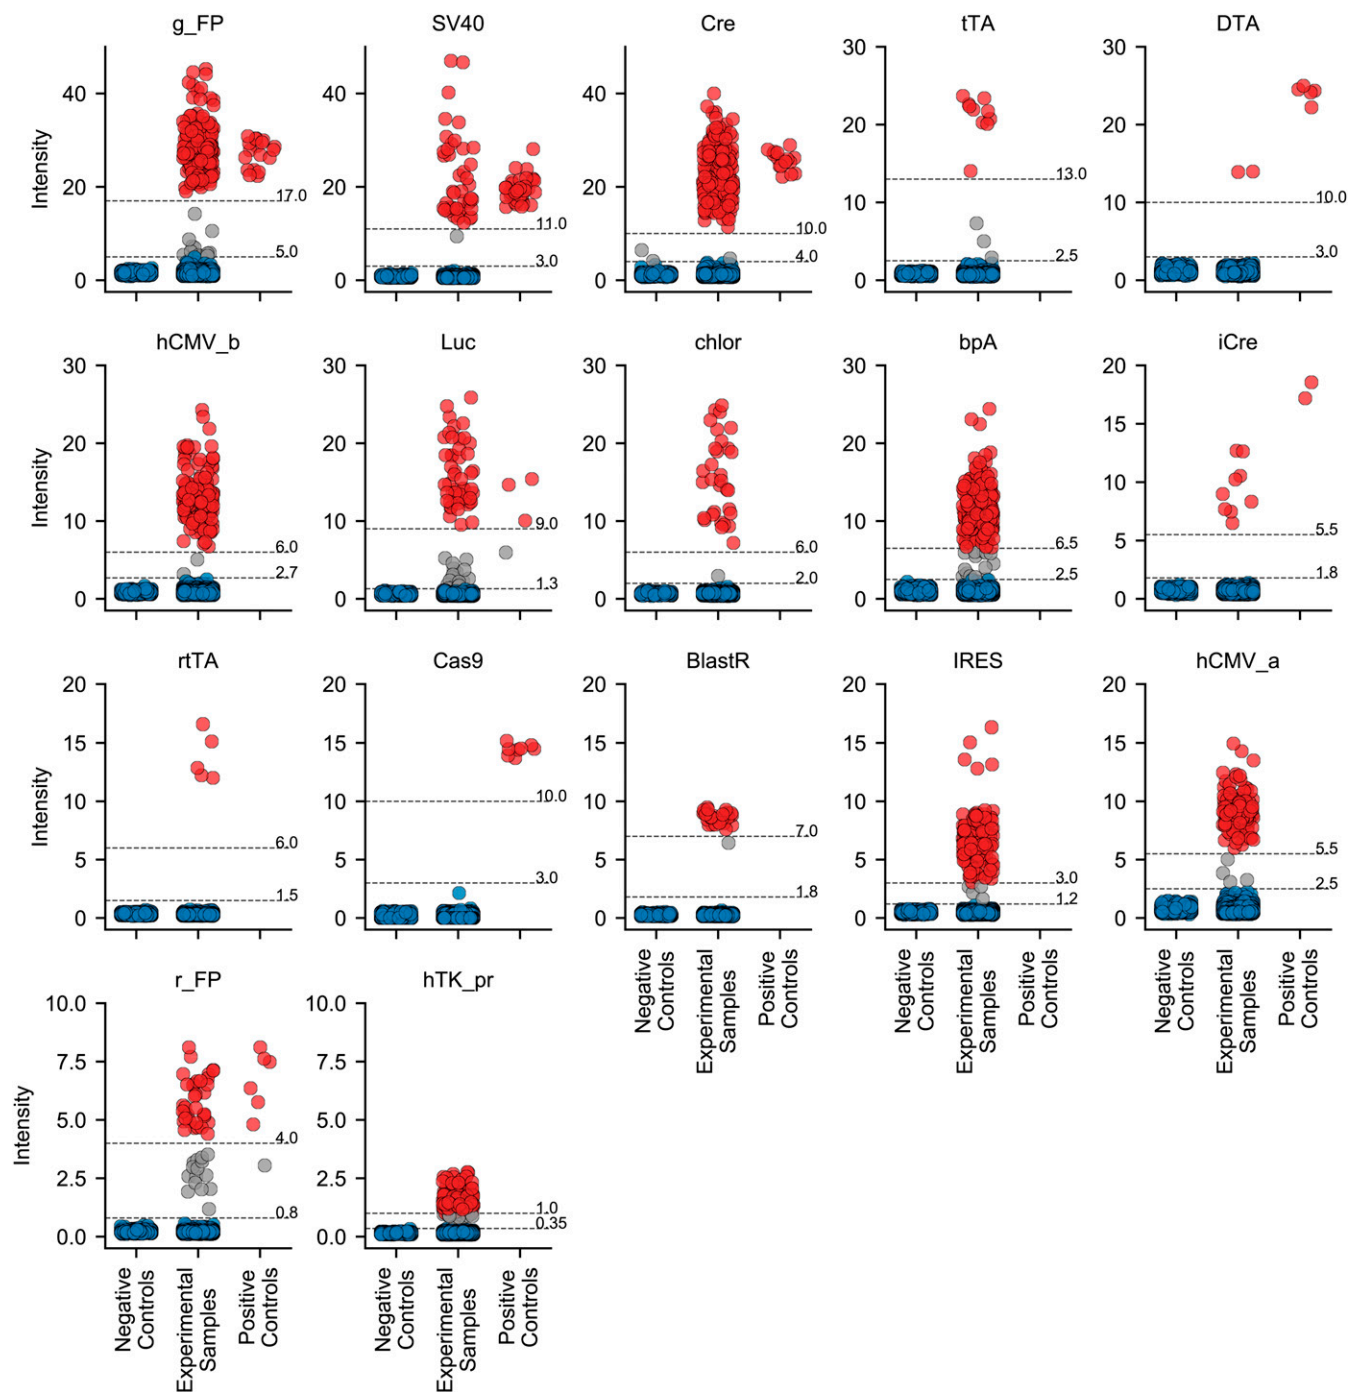 g_FP
SV40
Cre
tTA
DTA
Intensity
40
20
0
17.0
5.0
40
20
0
11.0
3.0
40
20
0
10.0
4.0
30
20
10
0
13.0
2.5
30
20
10
0
10.0
3.0
hCMV_b
Luc
chlor
bpA
iCre
Intensity
30
20
10
0
6.0
2.7
30
20
10
0
9.0
1.3
30
20
10
0
6.0
2.0
30
20
10
0
6.5
2.5
20
15
10
5
0
5.5
1.8
rtTA
Cas9
BlastR
IRES
hCMV_a
Intensity
20
15
10
5
0
6.0
1.5
20
15
10
5
0
10.0
3.0
20
15
10
5
0
7.0
1.8
20
15
10
5
0
3.0
1.2
20
15
10
5
0
5.5
2.5
Negative
Controls
Experimental
Samples
Positive
Controls
Negative
Controls
Experimental
Samples
Positive
Controls
Negative
Controls
Experimental
Samples
Positive
Controls
r_FP
hTK_pr
Intensity
10.0
7.5
5.0
2.5
0.0
4.0
0.8
10.0
7.5
5.0
2.5
0.0
1.0
0.35
Negative
Controls
Experimental
Samples
Positive
Controls
Negative
Controls
Experimental
Samples
Positive
Controls